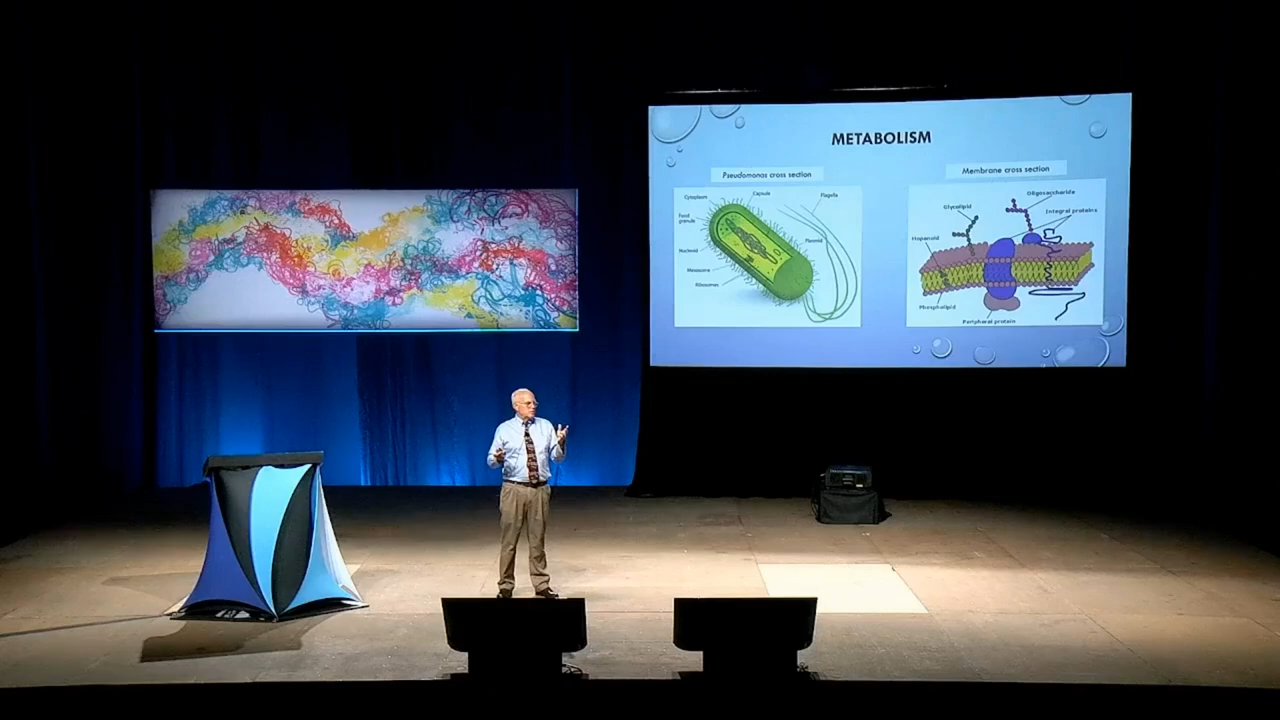 METABOLISM
Pseudomonas cross section
Cytoplasm
Capsule
Flagella
Food
granule
Plasmid
Nucleoid
Mesosome
Ribosomes
Membrane cross section
Oligosaccharide
Glycolipid
Integral proteins
Hopanoid
Phospholipid
Peripheral protein